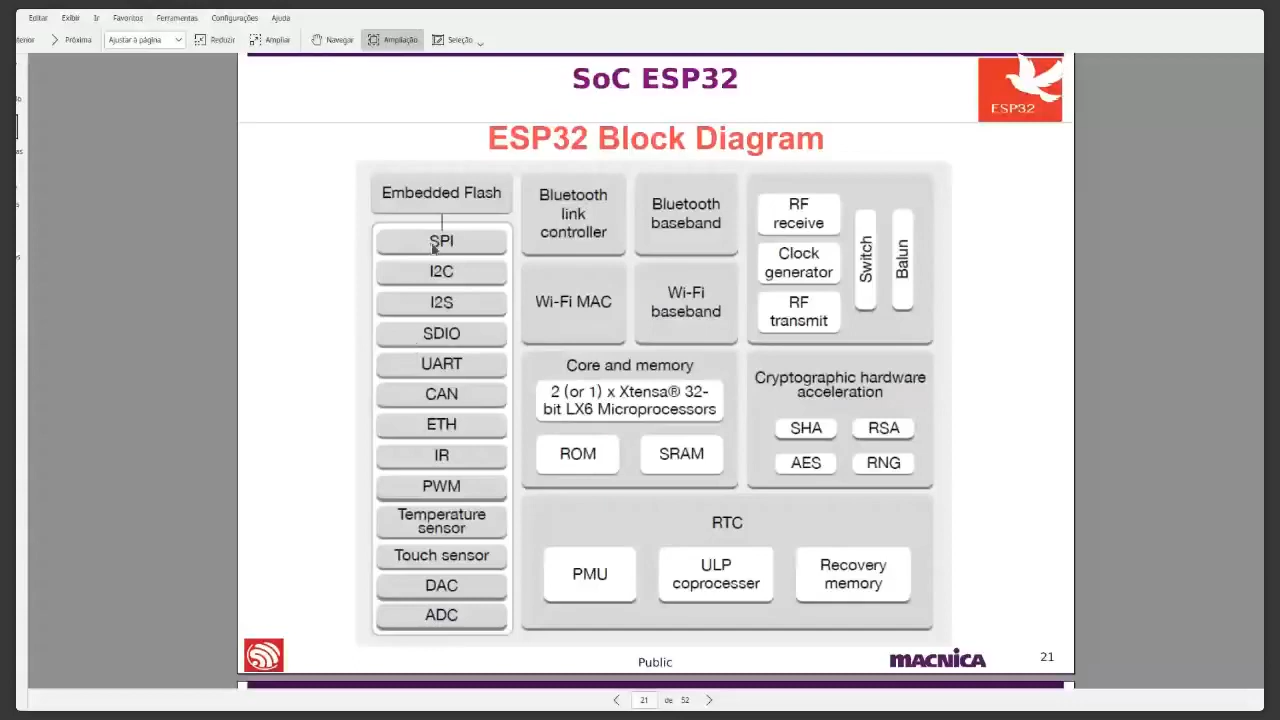 Editar Exibir Ir Favoritos Ferramentas Configurações Ajuda
Próxima Ajustar à página Reduzir Ampliar Navegar Ampliação Seleção
SoC ESP32
ESP32
ESP32 Block Diagram
Embedded Flash
SPI
I2C
I2S
SDIO
UART
CAN
ETH
IR
PWM
Temperature
sensor
Touch sensor
DAC
ADC
Bluetooth
link
controller
Bluetooth
baseband
Wi-Fi MAC
Wi-Fi
baseband
RF
receive
Clock
generator
RF
transmit
Switch
Balun
Core and memory
2 (or 1) x Xtensa® 32-
bit LX6 Microprocessors
ROM
SRAM
Cryptographic hardware
acceleration
SHA
RSA
AES
RNG
RTC
PMU
ULP
coprocesser
Recovery
memory
Public
MACNICA
21
21 de 52